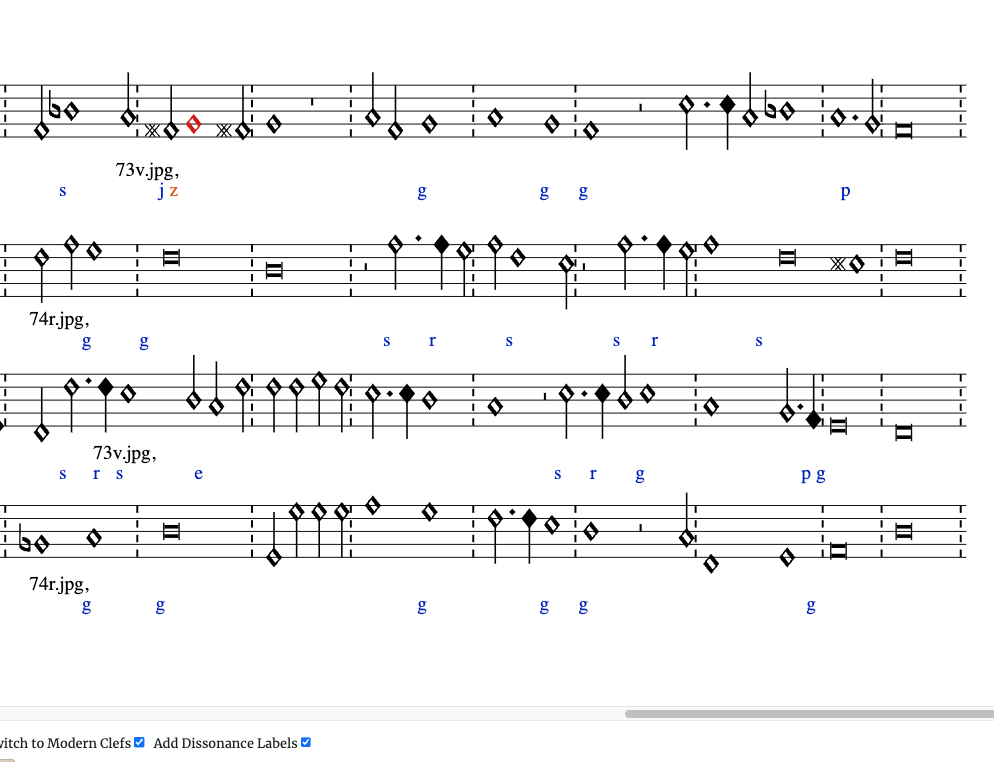 73v.jpg,
s j z g g g p
74r.jpg,
g g s r s s r s
73v.jpg,
s r s e s r g p g
74r.jpg,
g g g g g g
witch to Modern Clefs Add Dissonance Labels